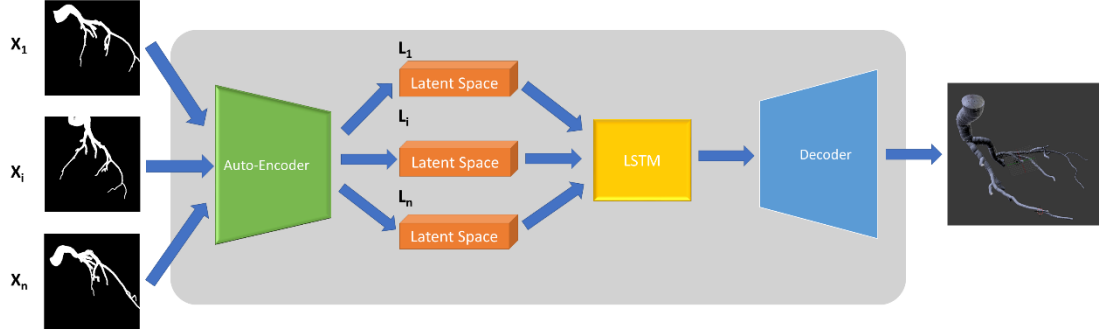 X1
Xi
Xn
Auto-Encoder
L1
Latent Space
Li
Latent Space
Ln
Latent Space
LSTM
Decoder